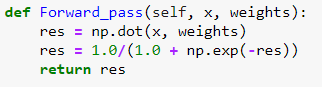 def Forward_pass(self, x, weights):
    res = np.dot(x, weights)
    res = 1.0/(1.0 + np.exp(-res))
    return res